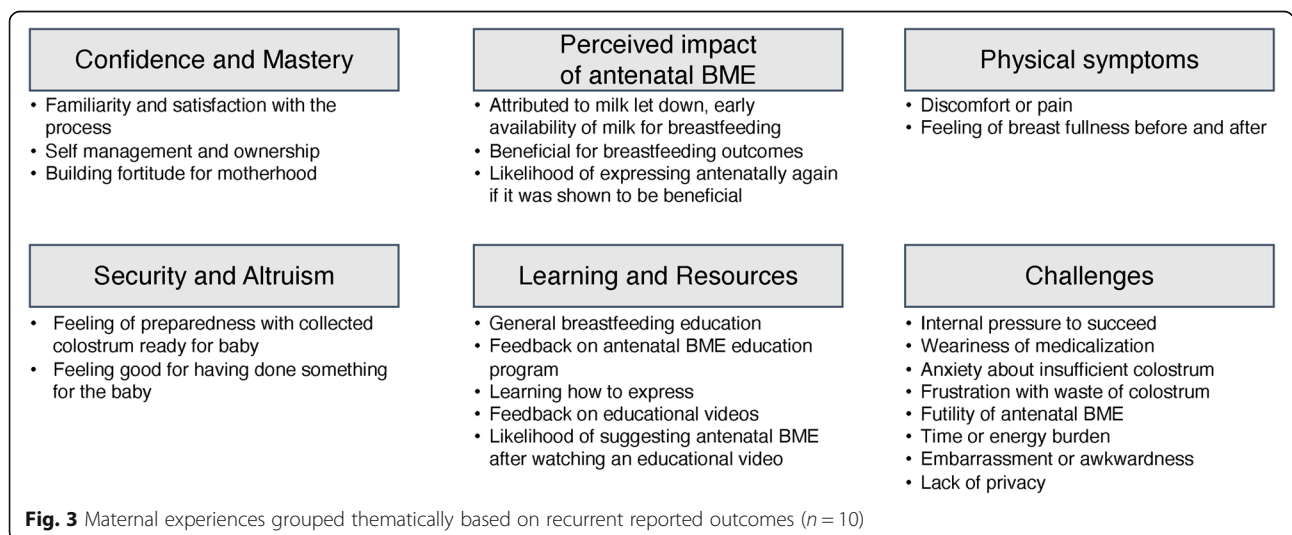 Confidence and Mastery
• Familiarity and satisfaction with the
process
• Self management and ownership
• Building fortitude for motherhood
Perceived impact
of antenatal BME
• Attributed to milk let down, early
availability of milk for breastfeeding
• Beneficial for breastfeeding outcomes
• Likelihood of expressing antenatally again
if it was shown to be beneficial
Physical symptoms
• Discomfort or pain
• Feeling of breast fullness before and after
Security and Altruism
• Feeling of preparedness with collected
colostrum ready for baby
• Feeling good for having done something
for the baby
Learning and Resources
• General breastfeeding education
• Feedback on antenatal BME education
program
• Learning how to express
• Feedback on educational videos
• Likelihood of suggesting antenatal BME
after watching an educational video
Challenges
• Internal pressure to succeed
• Weariness of medicalization
• Anxiety about insufficient colostrum
• Frustration with waste of colostrum
• Futility of antenatal BME
• Time or energy burden
• Embarrassment or awkwardness
• Lack of privacy
Fig. 3 Maternal experiences grouped thematically based on recurrent reported outcomes (n = 10)